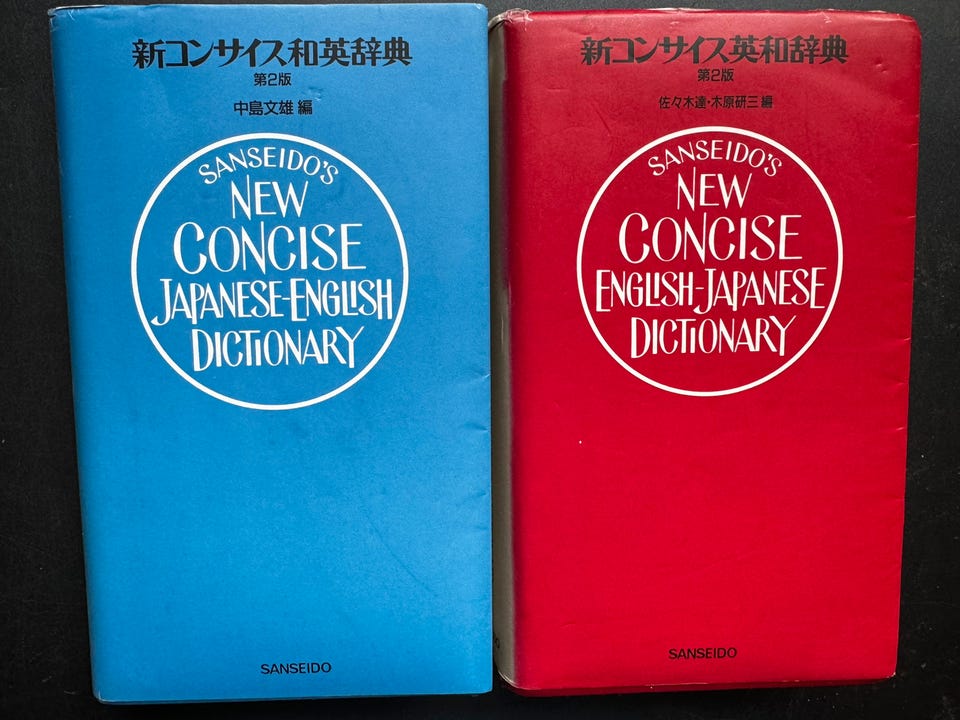 新コンサイス和英辞典
第2版
中島文雄 編
SANSEIDO'S
NEW
CONCISE
JAPANESE-ENGLISH
DICTIONARY
SANSEIDO
新コンサイス英和辞典
第2版
佐々木達・木原研三 編
SANSEIDO'S
NEW
CONCISE
ENGLISH-JAPANESE
DICTIONARY
SANSEIDO